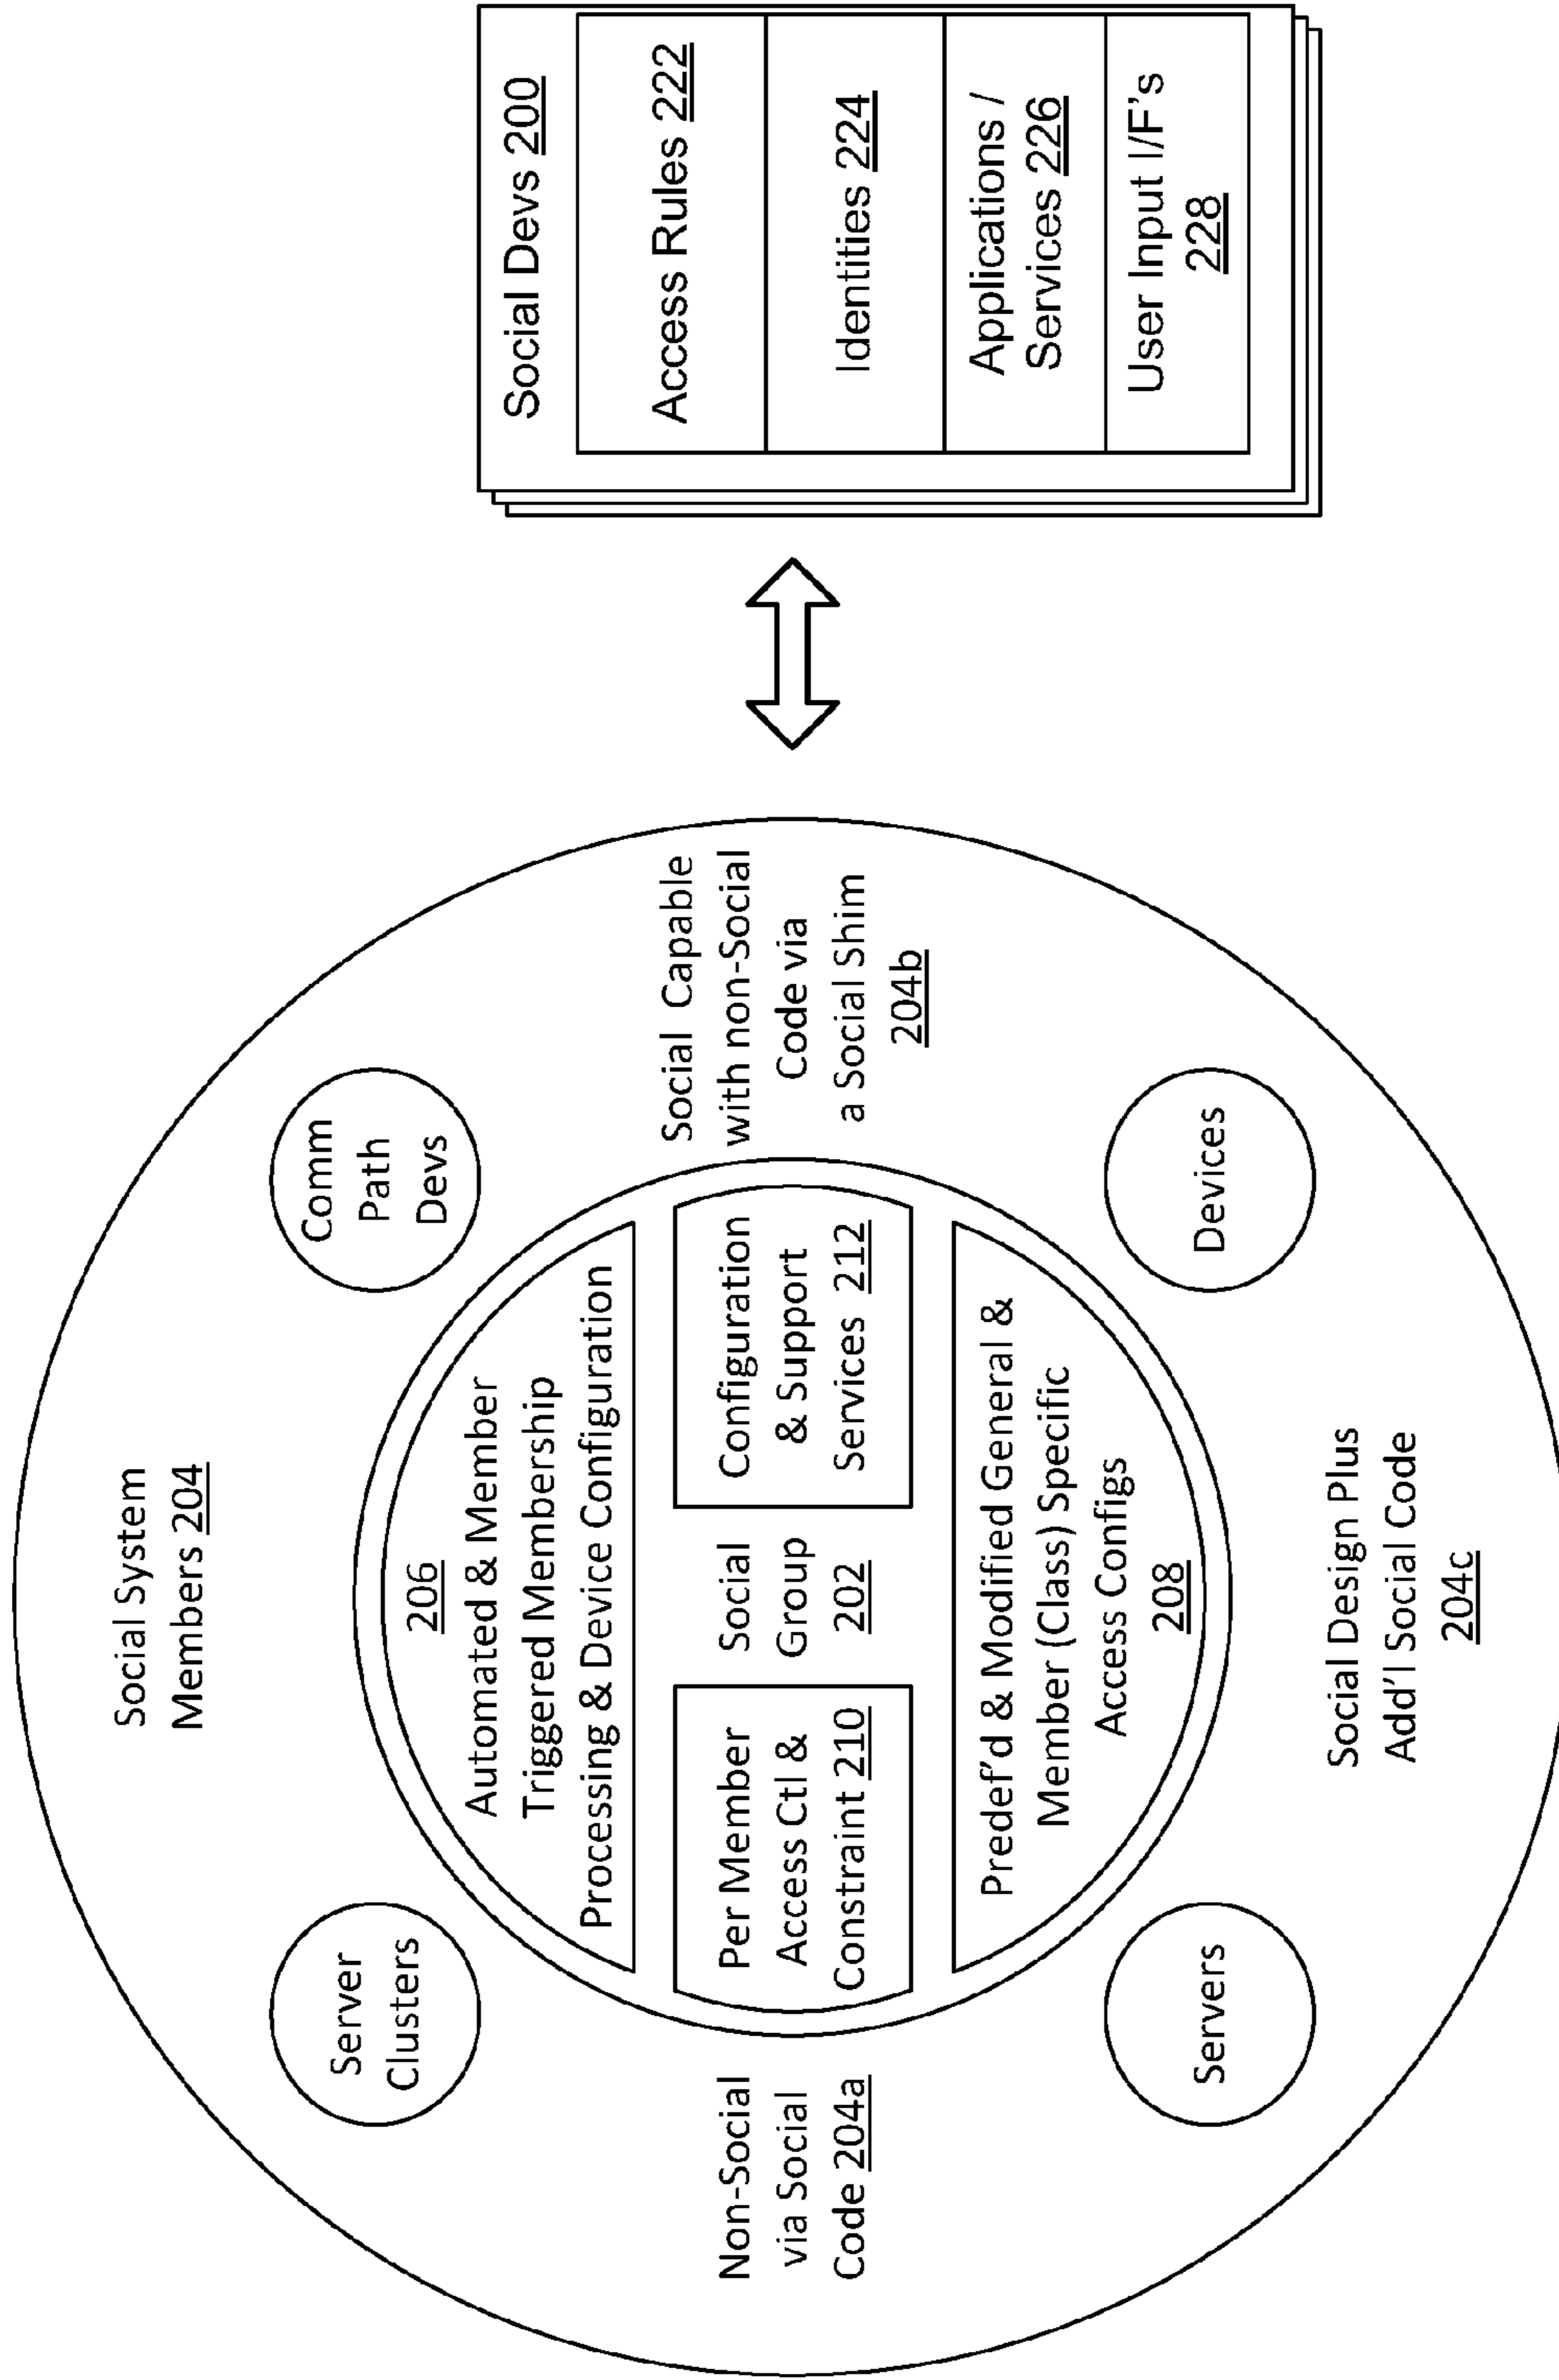 Social System
Members 204
Server
Clusters
Comm
Path
Devs
206
Automated & Member
Triggered Membership
Processing & Device Configuration
Non-Social
via Social
Code 204a
Per Member
Access Ctl &
Constraint 210
Social
Group
202
Configuration
& Support
Services 212
Social Capable
with non-Social
Code via
a Social Shim
204b
Predef'd & Modified General &
Member (Class) Specific
Access Configs
208
Servers
Devices
Social Design Plus
Add'l Social Code
204c
Social Devs 200
Access Rules 222
Identities 224
Applications /
Services 226
User Input I/F's
228